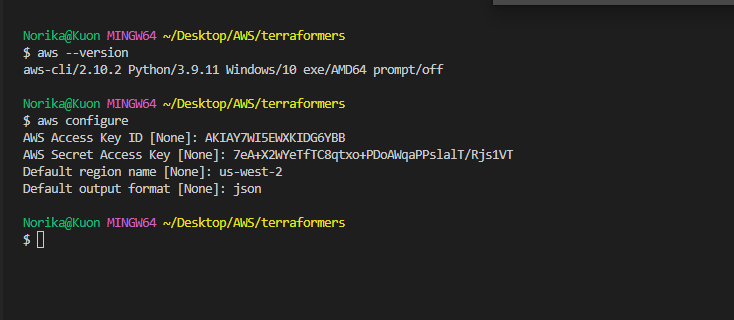 Norika@Kuon MINGW64 ~/Desktop/AWS/terraformers
$ aws --version
aws-cli/2.10.2 Python/3.9.11 Windows/10 exe/AMD64 prompt/off
Norika@Kuon MINGW64 ~/Desktop/AWS/terraformers
$ aws configure
AWS Access Key ID [None]: AKIAY7WI5EWXKIDG6YBB
AWS Secret Access Key [None]: 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
Default region name [None]: us-west-2
Default output format [None]: json
Norika@Kuon MINGW64 ~/Desktop/AWS/terraformers
$